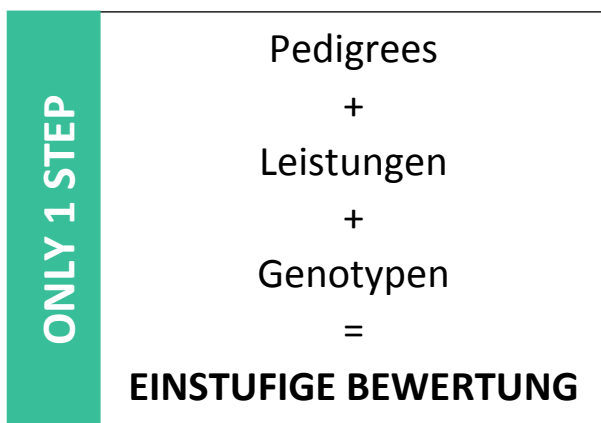 ONLY 1 STEP
Pedigrees
+
Leistungen
+
Genotypen
=
EINSTUFIGE BEWERTUNG